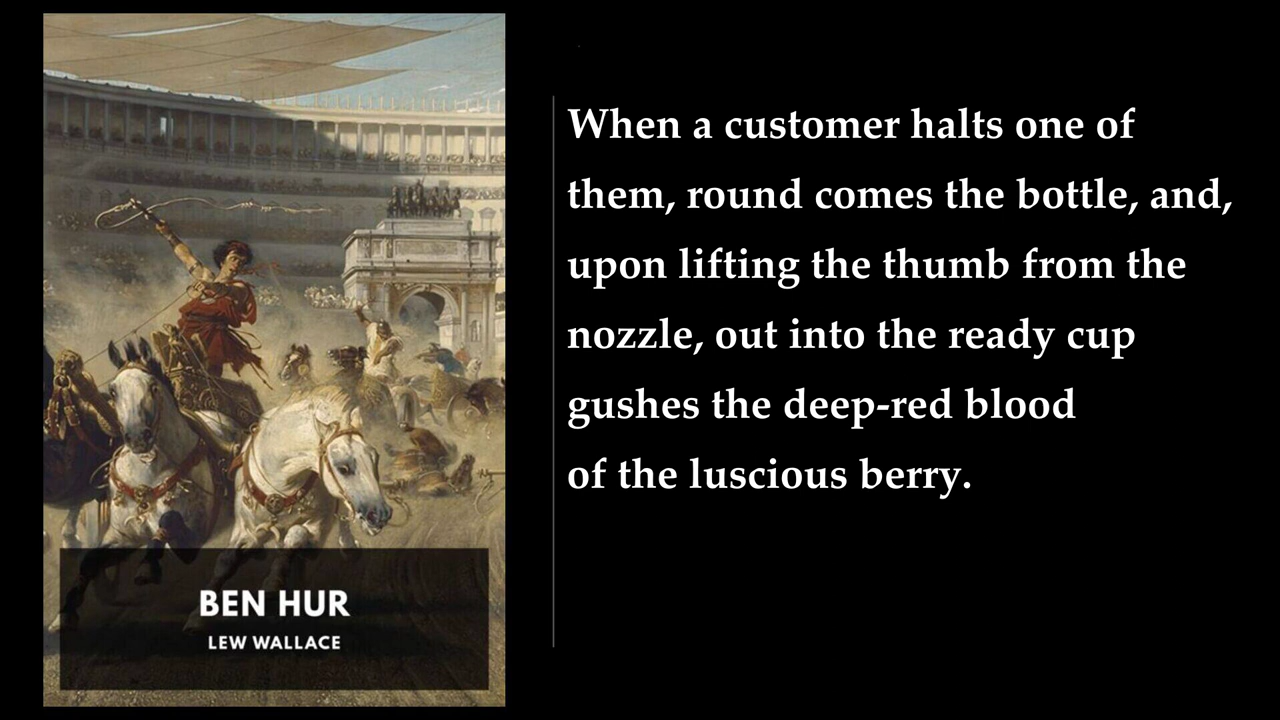 When a customer halts one of
them, round comes the bottle, and,
upon lifting the thumb from the
nozzle, out into the ready cup
gushes the deep-red blood
of the luscious berry.
BEN HUR
LEW WALLACE